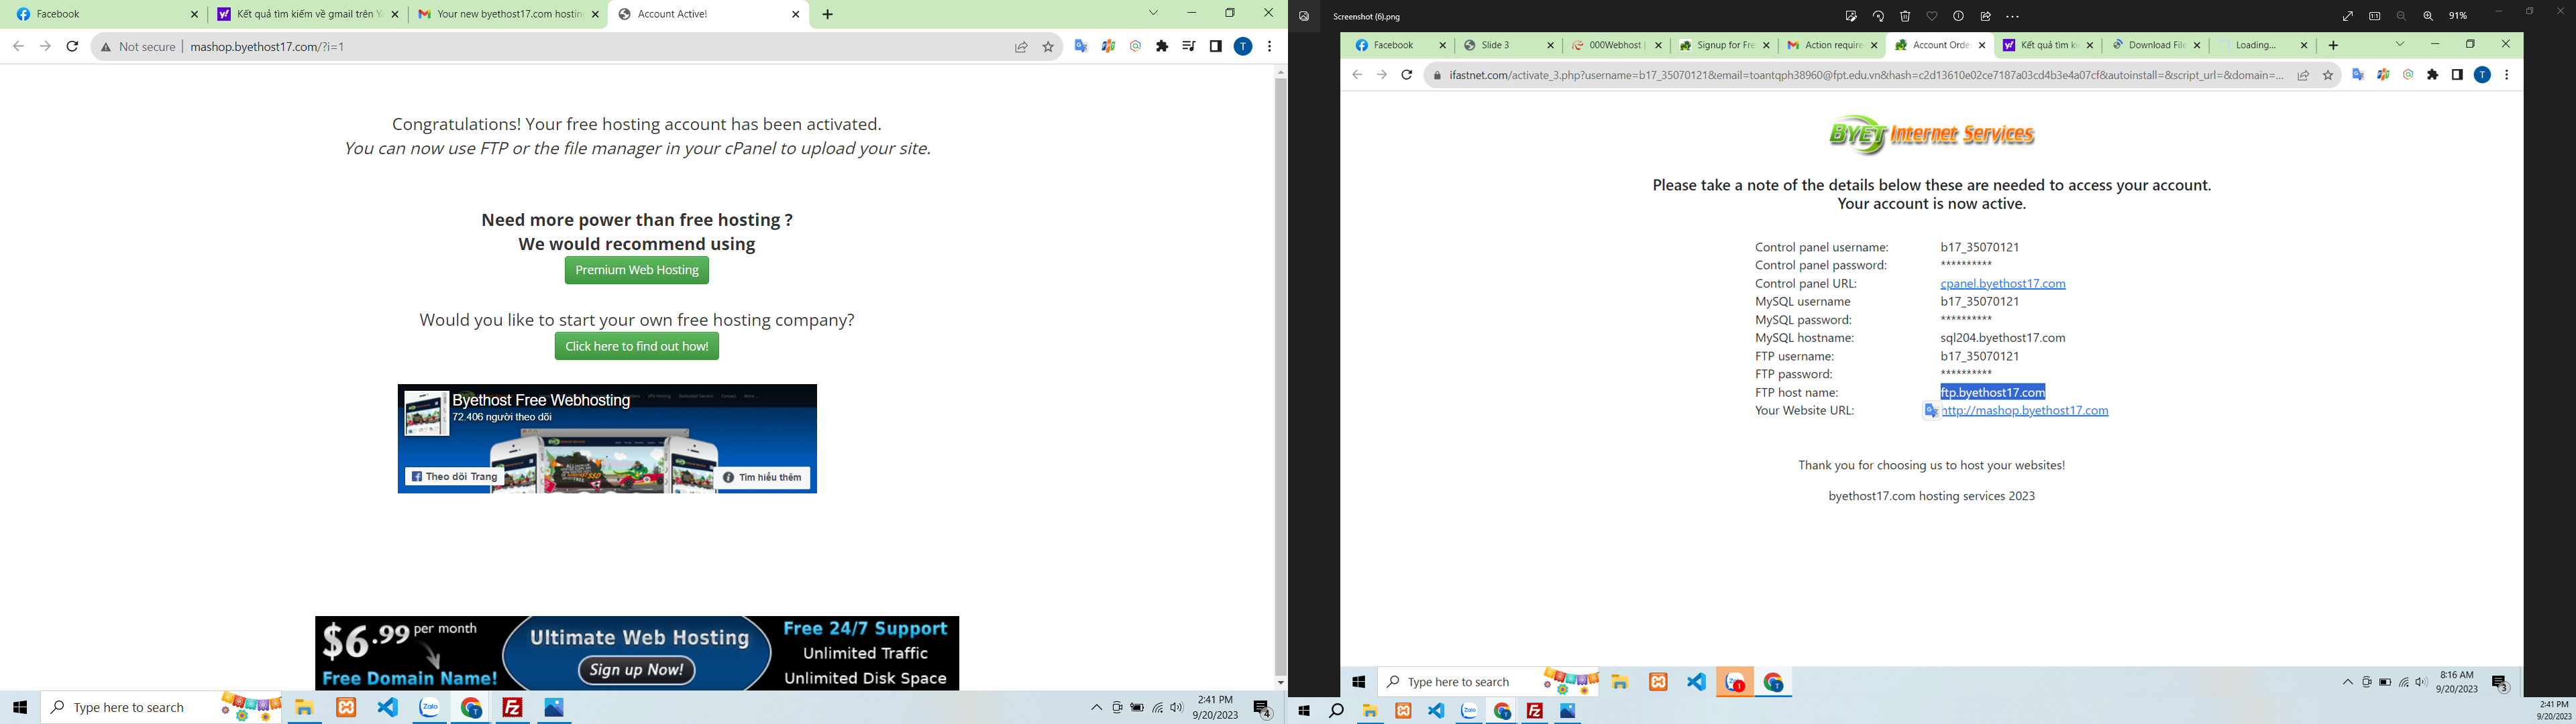 Facebook
Kết quả tìm kiếm về gmail trên Ya
Your new byethost17.com hosting
Account Active!
Not secure
mashop.byethost17.com/?i=1
Congratulations! Your free hosting account has been activated.
You can now use FTP or the file manager in your cPanel to upload your site.
Need more power than free hosting ?
We would recommend using
Premium Web Hosting
Would you like to start your own free hosting company?
Click here to find out how!
Byethost Free Webhosting
72.406 người theo dõi
Theo dõi Trang
Tìm hiểu thêm
$6.99 per month
Free Domain Name!
Ultimate Web Hosting
Sign up Now!
Free 24/7 Support
Unlimited Traffic
Unlimited Disk Space
Type here to search
Zalo
2:41 PM
9/20/2023
4
Screenshot (6).png
91%
Facebook
Slide 3
000Webhost |
Signup for Fre
Action require
Account Orde
Kết quả tìm ki
Download File
Loading...
ifastnet.com/activate_3.php?username=b17_35070121&email=toantqph38960@fpt.edu.vn&hash=c2d13610e02ce7187a03cd4b3e4a07cf&autoinstall=&script_url=&domain=...
BYET Internet Services
Please take a note of the details below these are needed to access your account.
Your account is now active.
Control panel username: b17_35070121
Control panel password: **********
Control panel URL: cpanel.byethost17.com
MySQL username b17_35070121
MySQL password: **********
MySQL hostname: sql204.byethost17.com
FTP username: b17_35070121
FTP password: **********
FTP host name: ftp.byethost17.com
Your Website URL: http://mashop.byethost17.com
Thank you for choosing us to host your websites!
byethost17.com hosting services 2023
Type here to search
8:16 AM
9/20/2023
3
Zalo
2:41 PM
9/20/2023